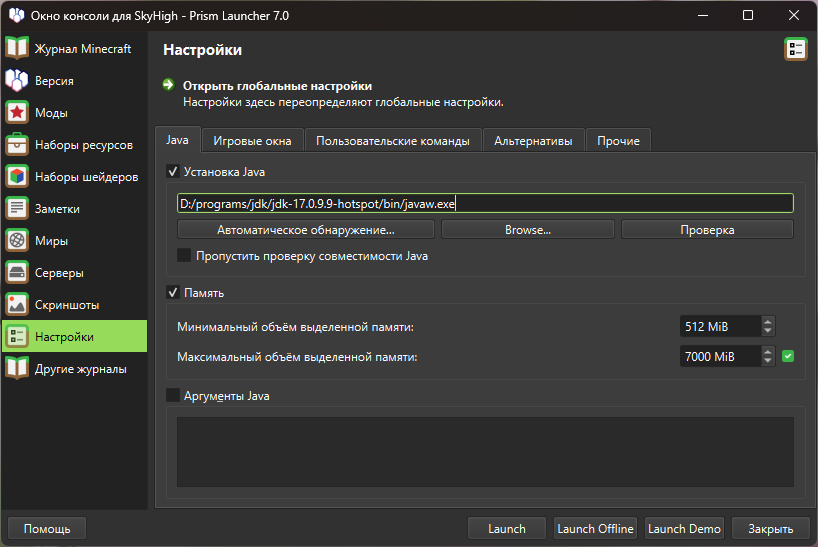 Окно консоли для SkyHigh - Prism Launcher 7.0
Журнал Minecraft
Версия
Моды
Наборы ресурсов
Наборы шейдеров
Заметки
Миры
Серверы
Скриншоты
Настройки
Другие журналы
Настройки
Открыть глобальные настройки
Настройки здесь переопределяют глобальные настройки.
Java Игровые окна Пользовательские команды Альтернативы Прочие
Установка Java
D:/programs/jdk/jdk-17.0.9.9-hotspot/bin/javaw.exe
Автоматическое обнаружение... Browse... Проверка
Пропустить проверку совместимости Java
Память
Минимальный объём выделенной памяти: 512 MiB
Максимальный объём выделенной памяти: 7000 MiB
Аргументы Java
Помощь Launch Launch Offline Launch Demo Закрыть